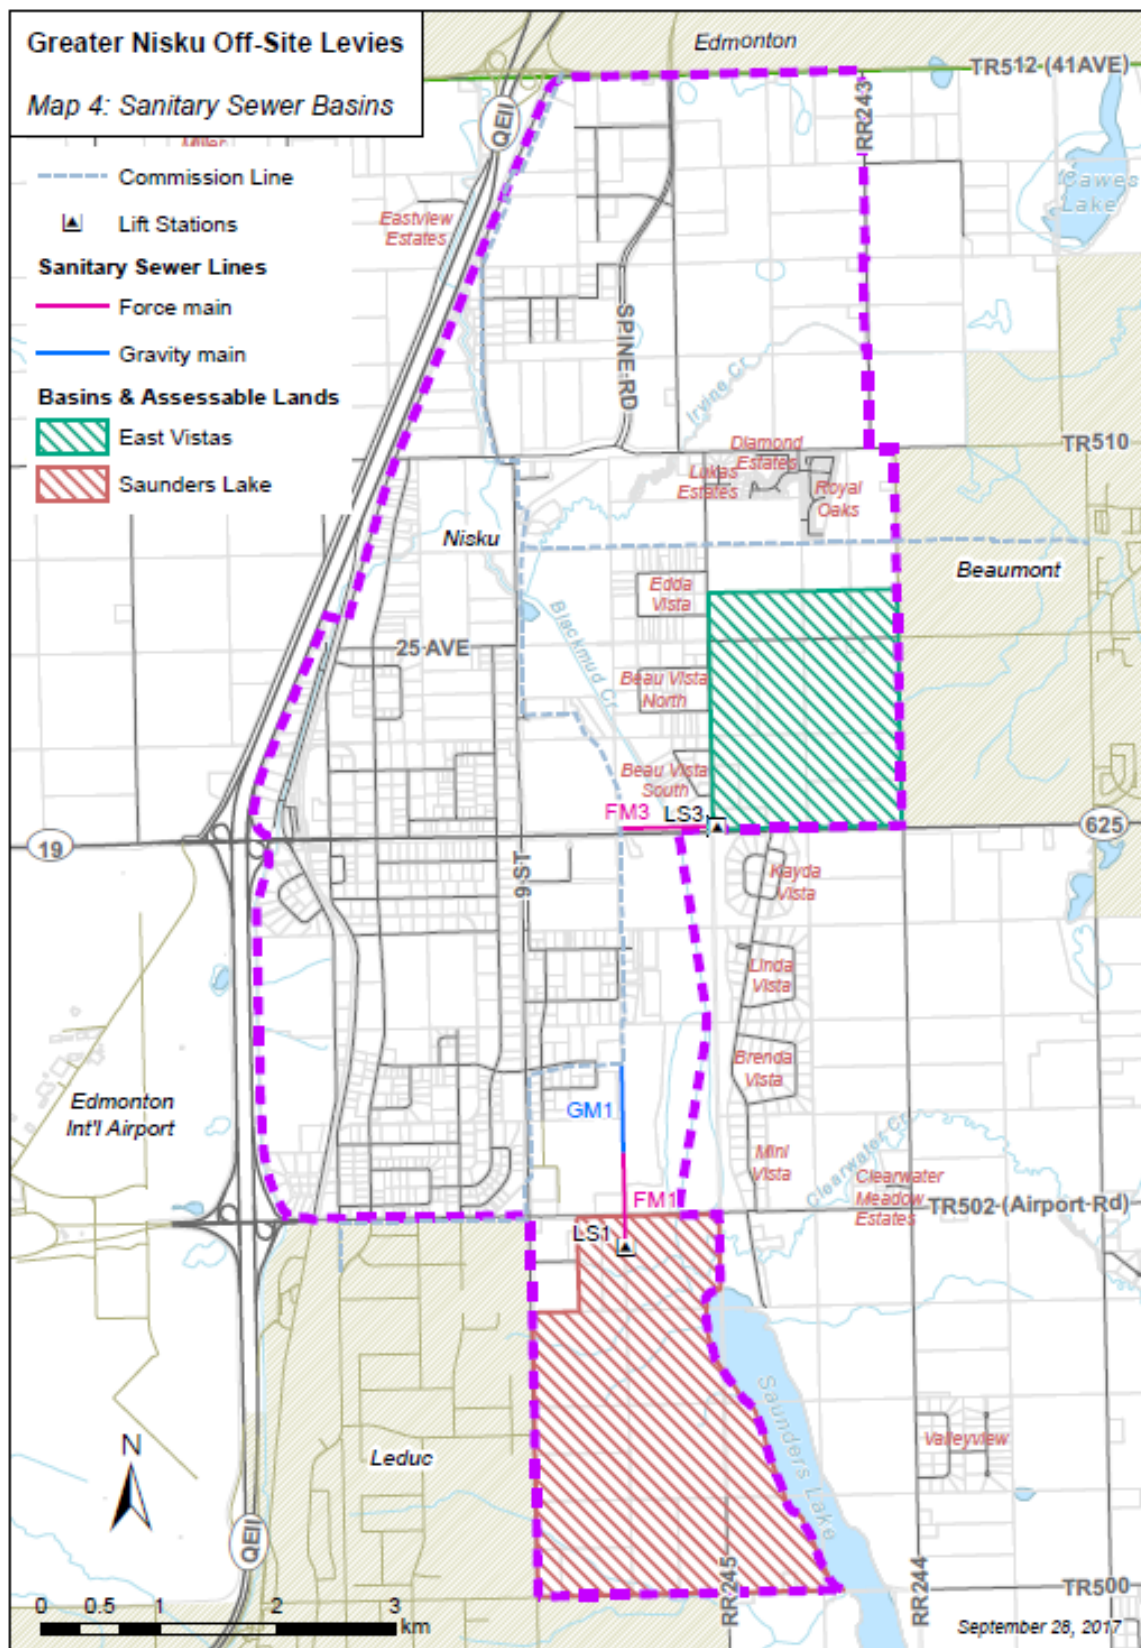 Greater Nisku Off-Site Levies
Map 4: Sanitary Sewer Basins
Commission Line
Lift Stations
Sanitary Sewer Lines
Force main
Gravity main
Basins & Assessable Lands
East Vistas
Saunders Lake
Edmonton
TR512 (41AVE)
QEII
RR243
Cawes
Lake
Eastview
Estates
SPINE RD
Irvine Cr
TR510
Diamond
Estates
Lukas
Estates
Royal
Oaks
Nisku
Beaumont
Edda
Vista
Blackmud Cr
25 AVE
Beau Vista
North
Beau Vista
South
FM3
LS3
19
625
9 ST
Kayda
Vista
Linda
Vista
Brenda
Vista
Edmonton
Int'l Airport
GM1
Mini
Vista
Clearwater Cr
Clearwater
Meadow
Estates
FM1
TR502 (Airport Rd)
LS1
Saunders Lake
Leduc
Valleyview
N
QEII
RR245
RR244
TR500
0 0.5 1 2 3
km
September 28, 2017